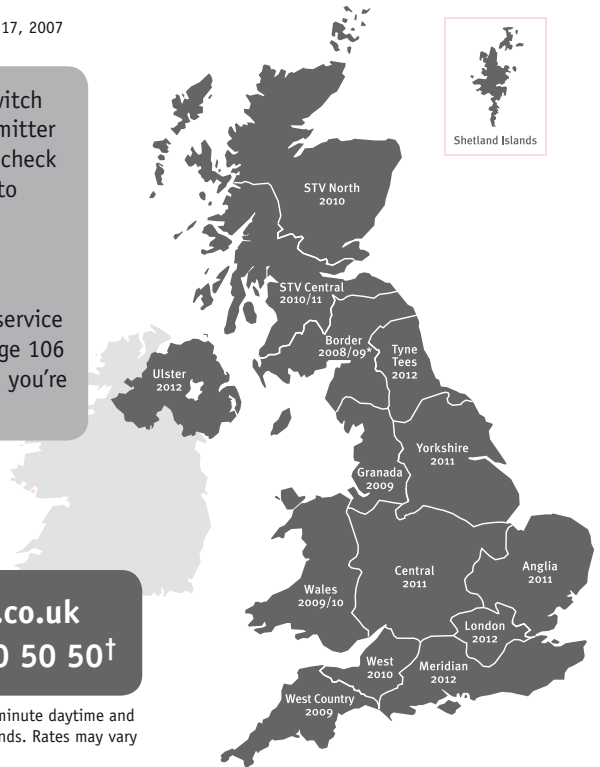 17, 2007
witch
mitter
check
to
service
ge 106
you're
.co.uk
0 50 50†
minute daytime and
nds. Rates may vary
Shetland Islands
STV North
2010
STV Central
2010/11
Border
2008/09*
Tyne
Tees
2012
Ulster
2012
Yorkshire
2011
Granada
2009
Central
2011
Anglia
2011
Wales
2009/10
London
2012
West
2010
Meridian
2012
West Country
2009